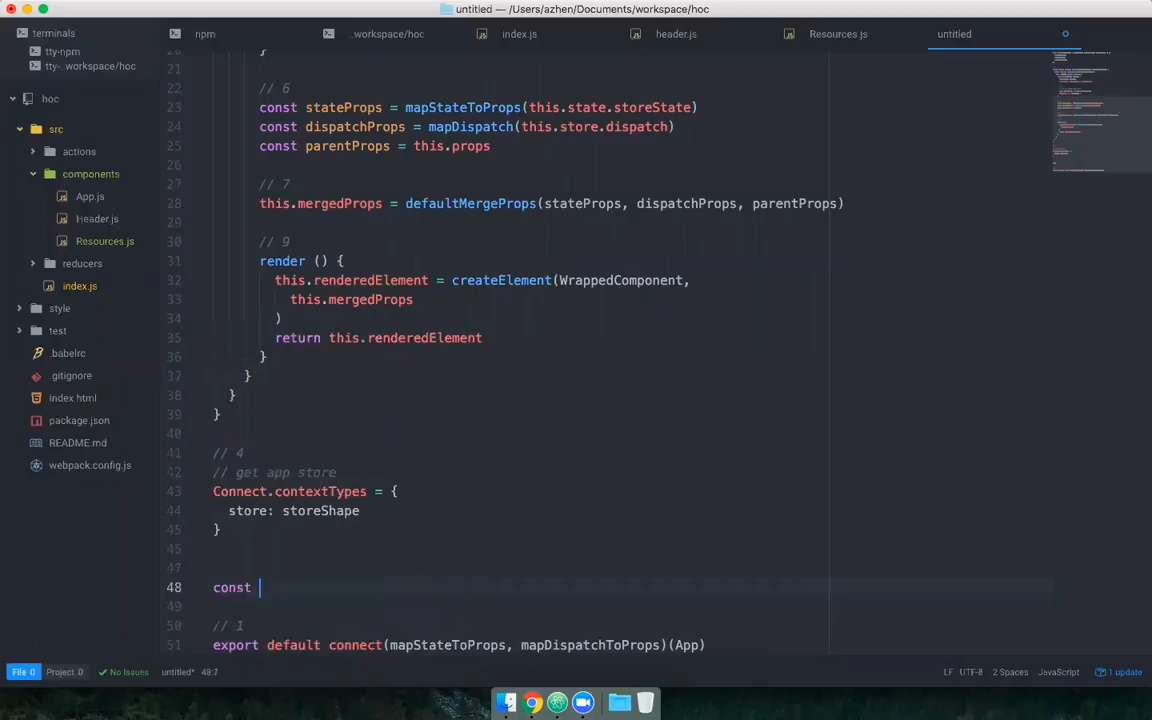 untitled — /Users/azhen/Documents/workspace/hoc
terminals
tty-npm
tty-..workspace/hoc
hoc
src
actions
components
App.js
Header.js
Resources.js
reducers
index.js
style
test
.babelrc
.gitignore
index.html
package.json
README.md
webpack.config.js
npm
..workspace/hoc
index.js
header.js
Resources.js
untitled
20 }
21
22 // 6
23 const stateProps = mapStateToProps(this.state.storeState)
24 const dispatchProps = mapDispatch(this.store.dispatch)
25 const parentProps = this.props
26
27 // 7
28 this.mergedProps = defaultMergeProps(stateProps, dispatchProps, parentProps)
29
30 // 9
31 render () {
32 this.renderedElement = createElement(WrappedComponent,
33 this.mergedProps
34 )
35 return this.renderedElement
36 }
37 }
38 }
39 }
40
41 // 4
42 // get app store
43 Connect.contextTypes = {
44 store: storeShape
45 }
45
47
48 const
49
50 // 1
51 export default connect(mapStateToProps, mapDispatchToProps)(App)
File 0
Project 0
No Issues
untitled*
48:7
LF
UTF-8
2 Spaces
JavaScript
1 update